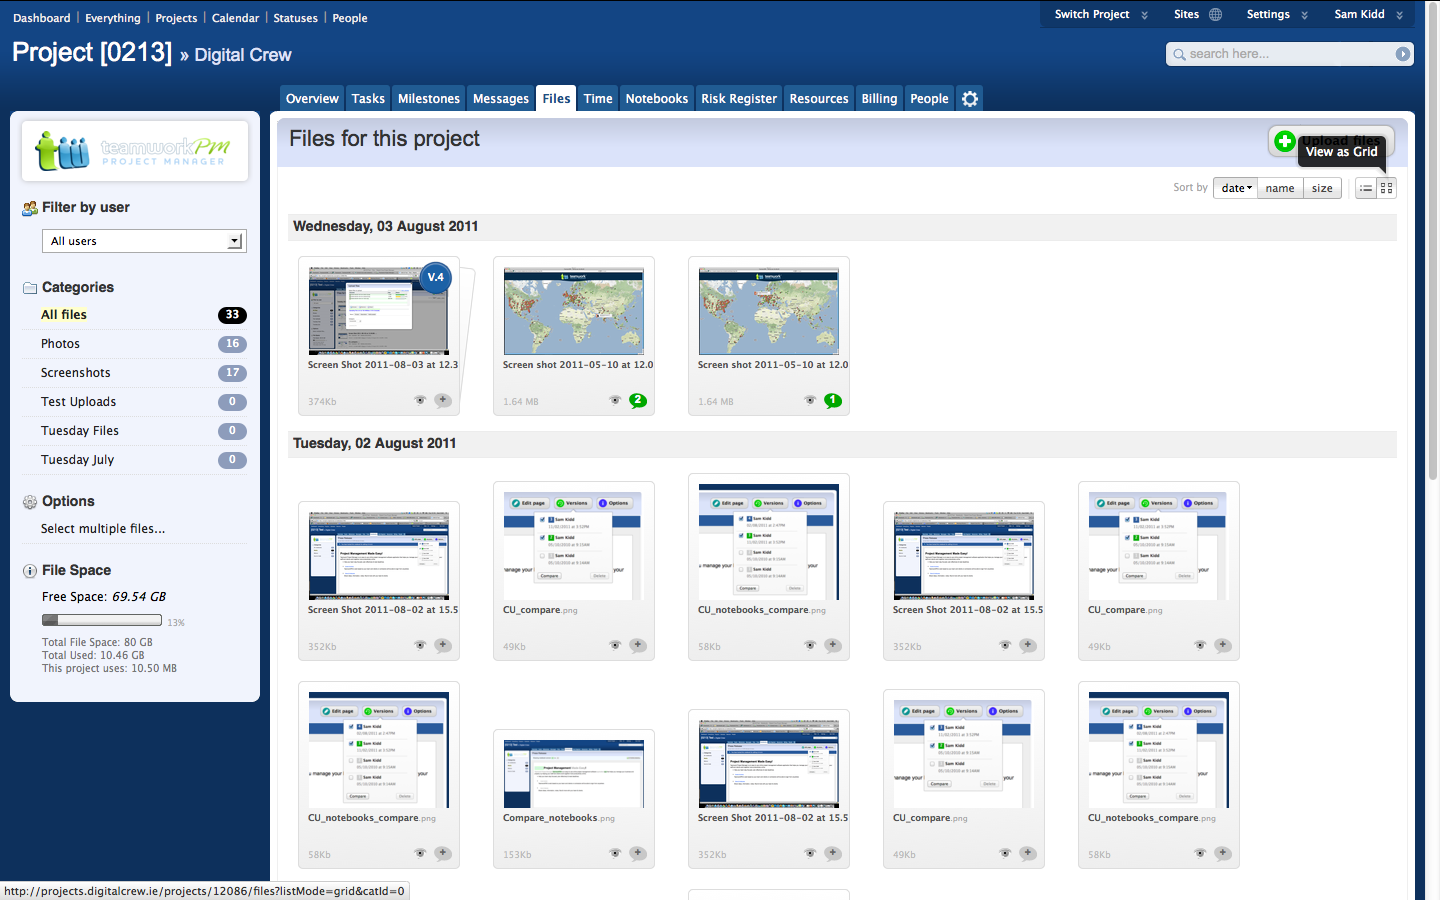 Dashboard | Everything | Projects | Calendar | Statuses | People
Switch Project Sites Settings Sam Kidd
Project [0213] » Digital Crew
search here...
Overview Tasks Milestones Messages Files Time Notebooks Risk Register Resources Billing People
teamworkPM
PROJECT MANAGER
Filter by user
All users
Categories
All files 33
Photos 16
Screenshots 17
Test Uploads 0
Tuesday Files 0
Tuesday July 0
Options
Select multiple files...
File Space
Free Space: 69.54 GB
13%
Total File Space: 80 GB
Total Used: 10.46 GB
This project uses: 10.50 MB
Files for this project
Upload files
View as Grid
Sort by date name size
Wednesday, 03 August 2011
V.4
Screen Shot 2011-08-03 at 12.3 Screen shot 2011-05-10 at 12.0 Screen shot 2011-05-10 at 12.0
374Kb 1.64 MB 2 1.64 MB 1
Tuesday, 02 August 2011
Screen Shot 2011-08-02 at 15.5 CU_compare.png CU_notebooks_compare.png Screen Shot 2011-08-02 at 15.5 CU_compare.png
352Kb 49Kb 58Kb 352Kb 49Kb
CU_notebooks_compare.png Compare_notebooks.png Screen Shot 2011-08-02 at 15.5 CU_compare.png CU_notebooks_compare.png
58Kb 153Kb 352Kb 49Kb 58Kb
http://projects.digitalcrew.ie/projects/12086/files?listMode=grid&catId=0